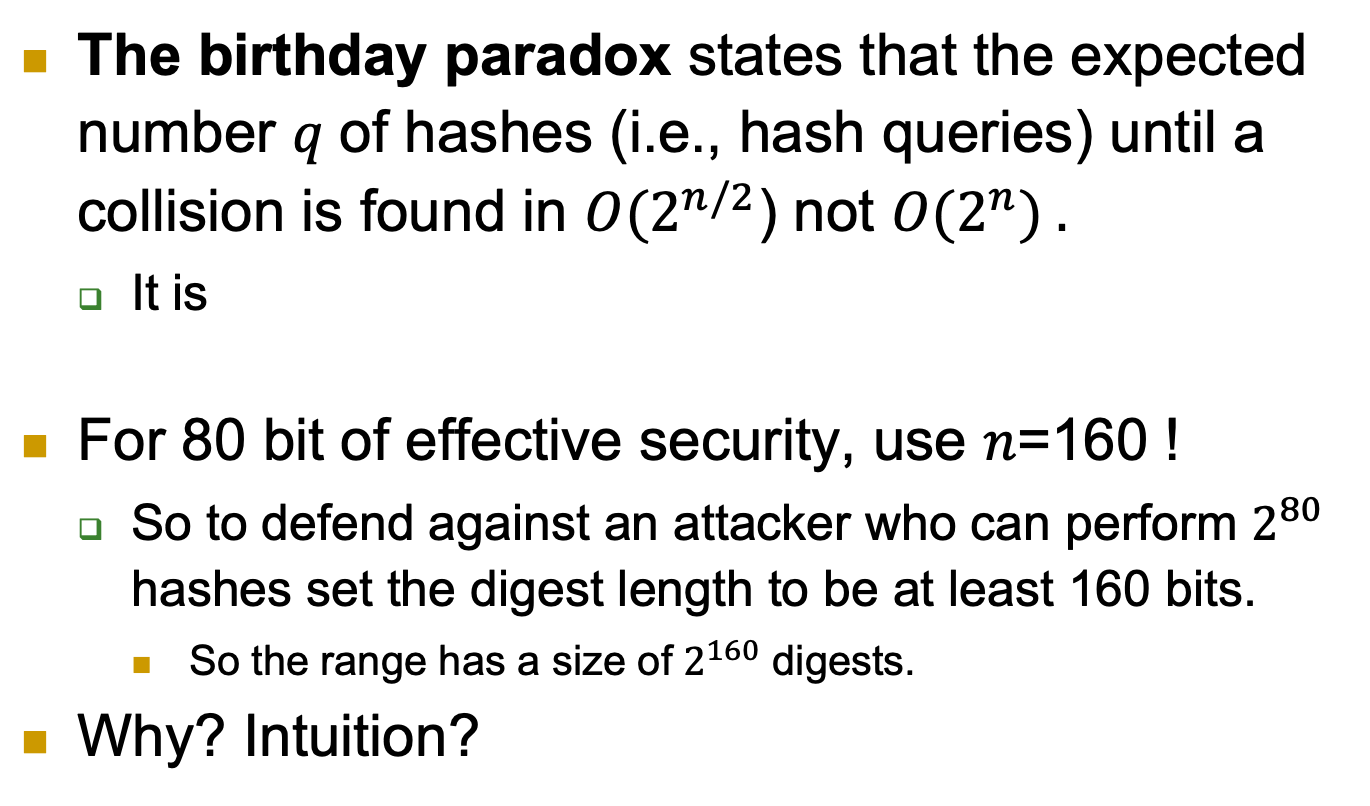 The birthday paradox states that the expected
number q of hashes (i.e., hash queries) until a
collision is found in O(2^{n/2}) not O(2^n) .
It is
For 80 bit of effective security, use n=160 !
So to defend against an attacker who can perform 2^{80}
hashes set the digest length to be at least 160 bits.
So the range has a size of 2^{160} digests.
Why? Intuition?